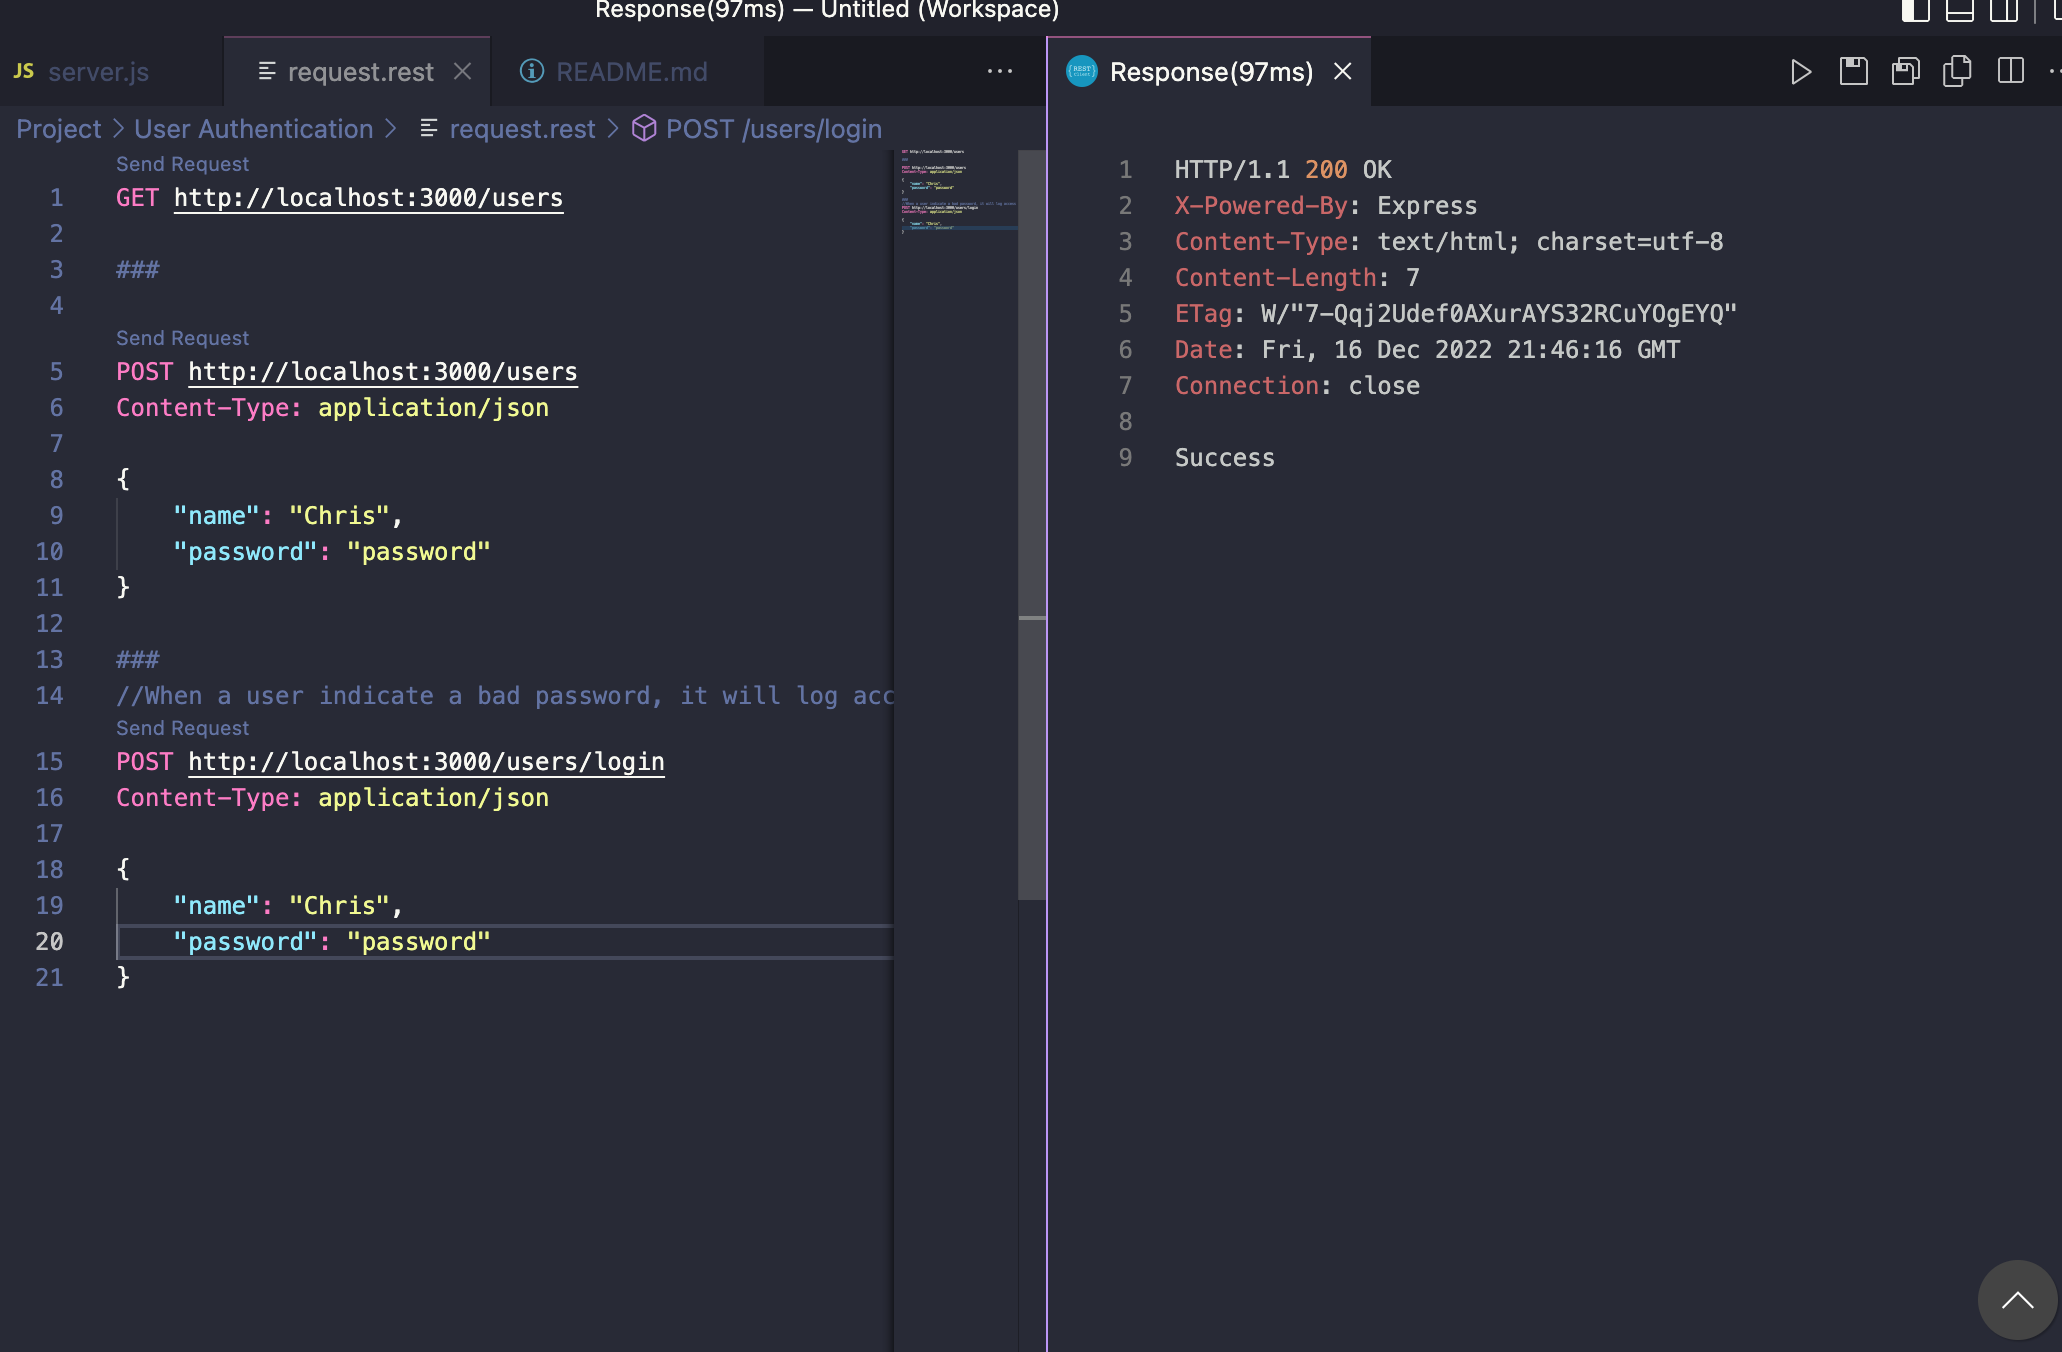 Response(97ms) — Untitled (Workspace)
JS server.js
request.rest
README.md
Response(97ms)
Project > User Authentication > request.rest > POST /users/login
Send Request
1 GET http://localhost:3000/users
2
3 ###
4
Send Request
5 POST http://localhost:3000/users
6 Content-Type: application/json
7
8 {
9 "name": "Chris",
10 "password": "password"
11 }
12
13 ###
14 //When a user indicate a bad password, it will log acc
Send Request
15 POST http://localhost:3000/users/login
16 Content-Type: application/json
17
18 {
19 "name": "Chris",
20 "password": "password"
21 }
1 HTTP/1.1 200 OK
2 X-Powered-By: Express
3 Content-Type: text/html; charset=utf-8
4 Content-Length: 7
5 ETag: W/"7-Qqj2Udef0AXurAYS32RCuYOgEYQ"
6 Date: Fri, 16 Dec 2022 21:46:16 GMT
7 Connection: close
8
9 Success